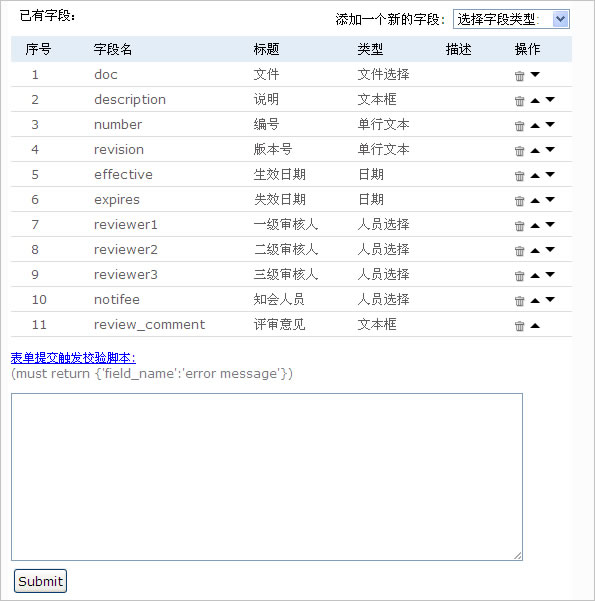 已有字段:
添加一个新的字段: 选择字段类型:
序号 字段名 标题 类型 描述 操作
1 doc 文件 文件选择
2 description 说明 文本框
3 number 编号 单行文本
4 revision 版本号 单行文本
5 effective 生效日期 日期
6 expires 失效日期 日期
7 reviewer1 一级审核人 人员选择
8 reviewer2 二级审核人 人员选择
9 reviewer3 三级审核人 人员选择
10 notifee 知会人员 人员选择
11 review_comment 评审意见 文本框
表单提交触发校验脚本:
(must return {'field_name':'error message'})
Submit